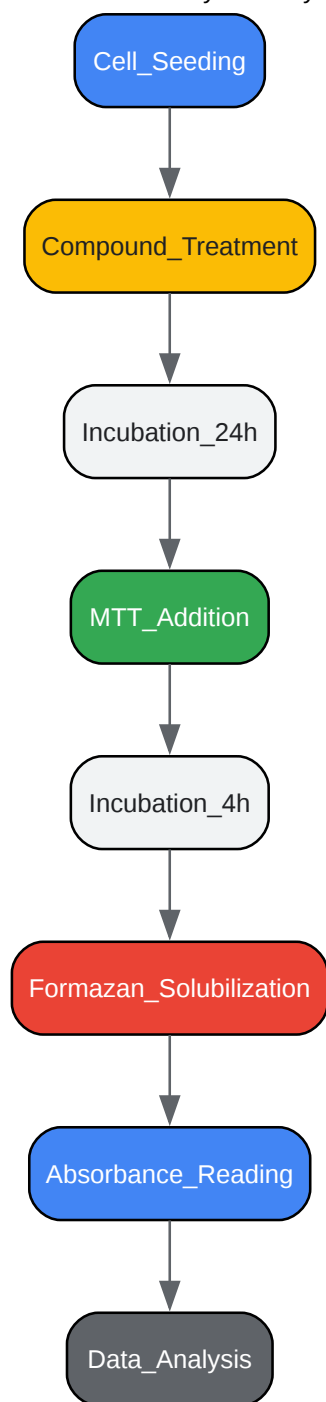 Cell_Seeding
Compound_Treatment
Incubation_24h
MTT_Addition
Incubation_4h
Formazan_Solubilization
Absorbance_Reading
Data_Analysis